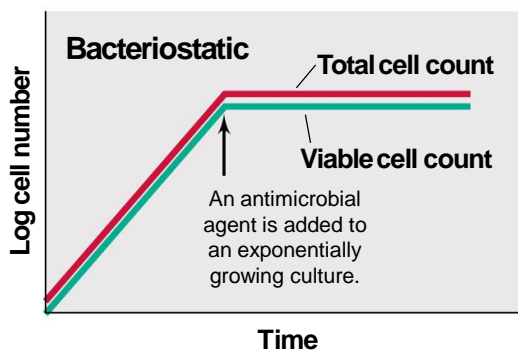 Bacteriostatic
Total cell count
Viable cell count
An antimicrobial
agent is added to
an exponentially
growing culture.
Log cell number
Time